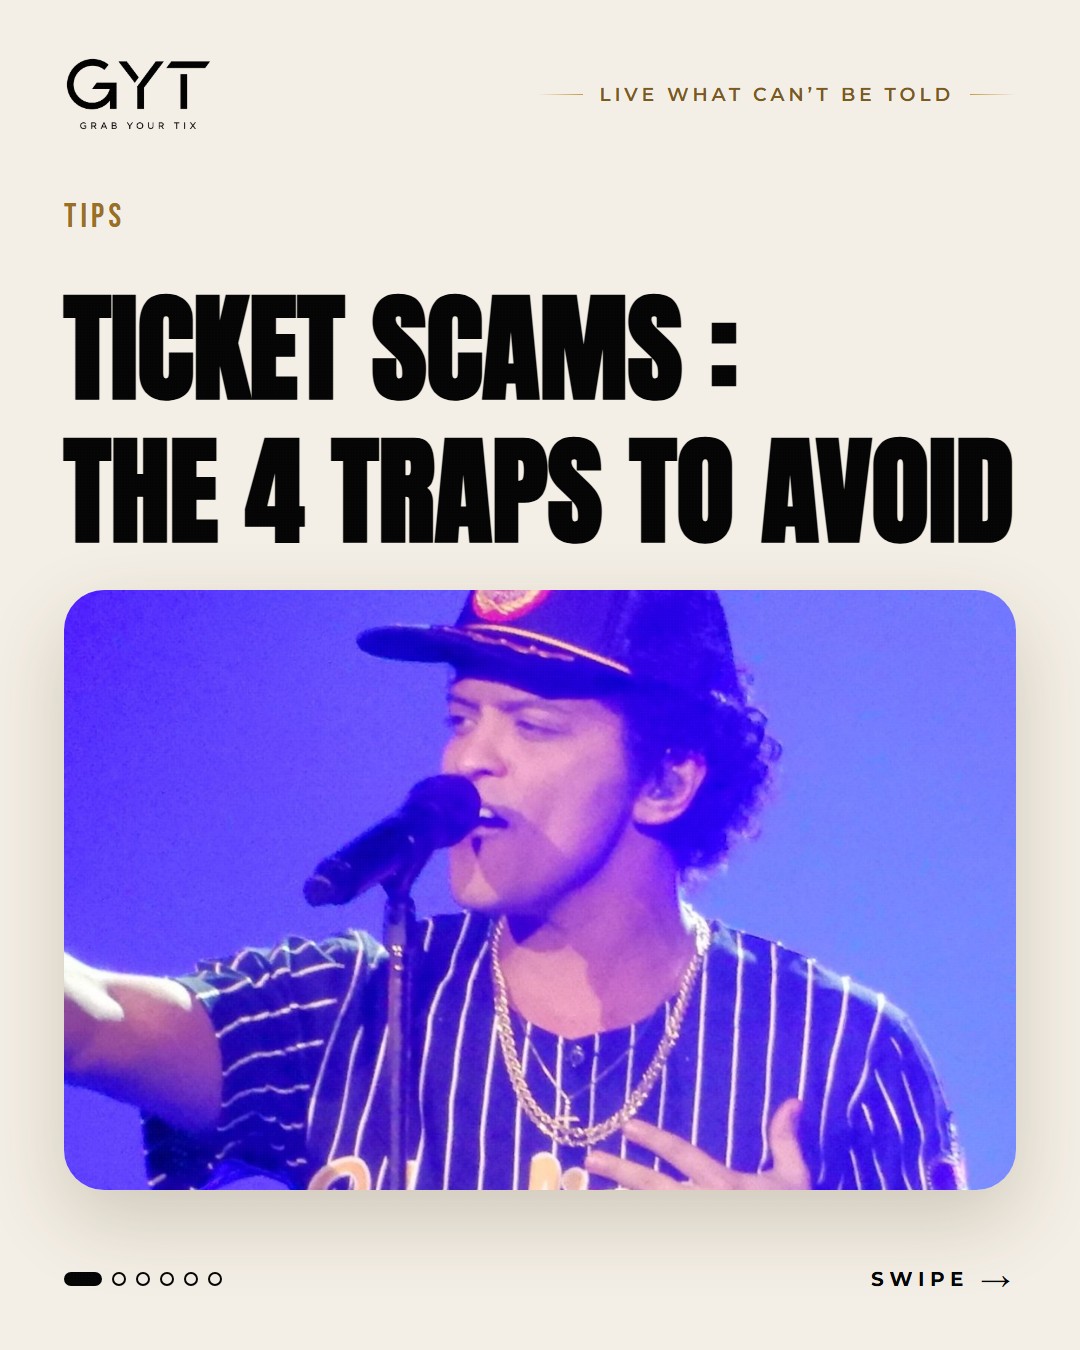 GYT
GRAB YOUR TIX
LIVE WHAT CAN’T BE TOLD
TIPS
TICKET SCAMS :
THE 4 TRAPS TO AVOID
SWIPE →